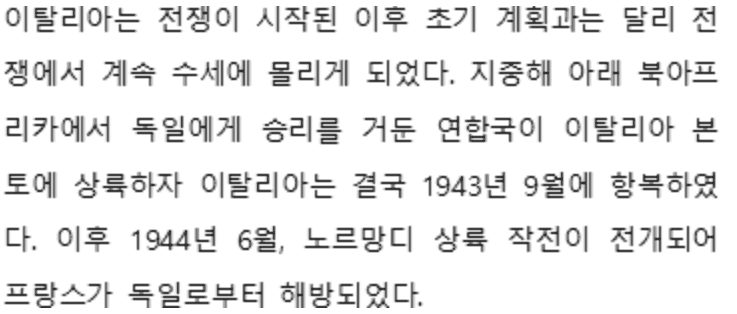 이탈리아는 전쟁이 시작된 이후 초기 계획과는 달리 전
쟁에서 계속 수세에 몰리게 되었다. 지중해 아래 북아프
리카에서 독일에게 승리를 거둔 연합국이 이탈리아 본
토에 상륙하자 이탈리아는 결국 1943년 9월에 항복하였
다. 이후 1944년 6월, 노르망디 상륙 작전이 전개되어
프랑스가 독일로부터 해방되었다.